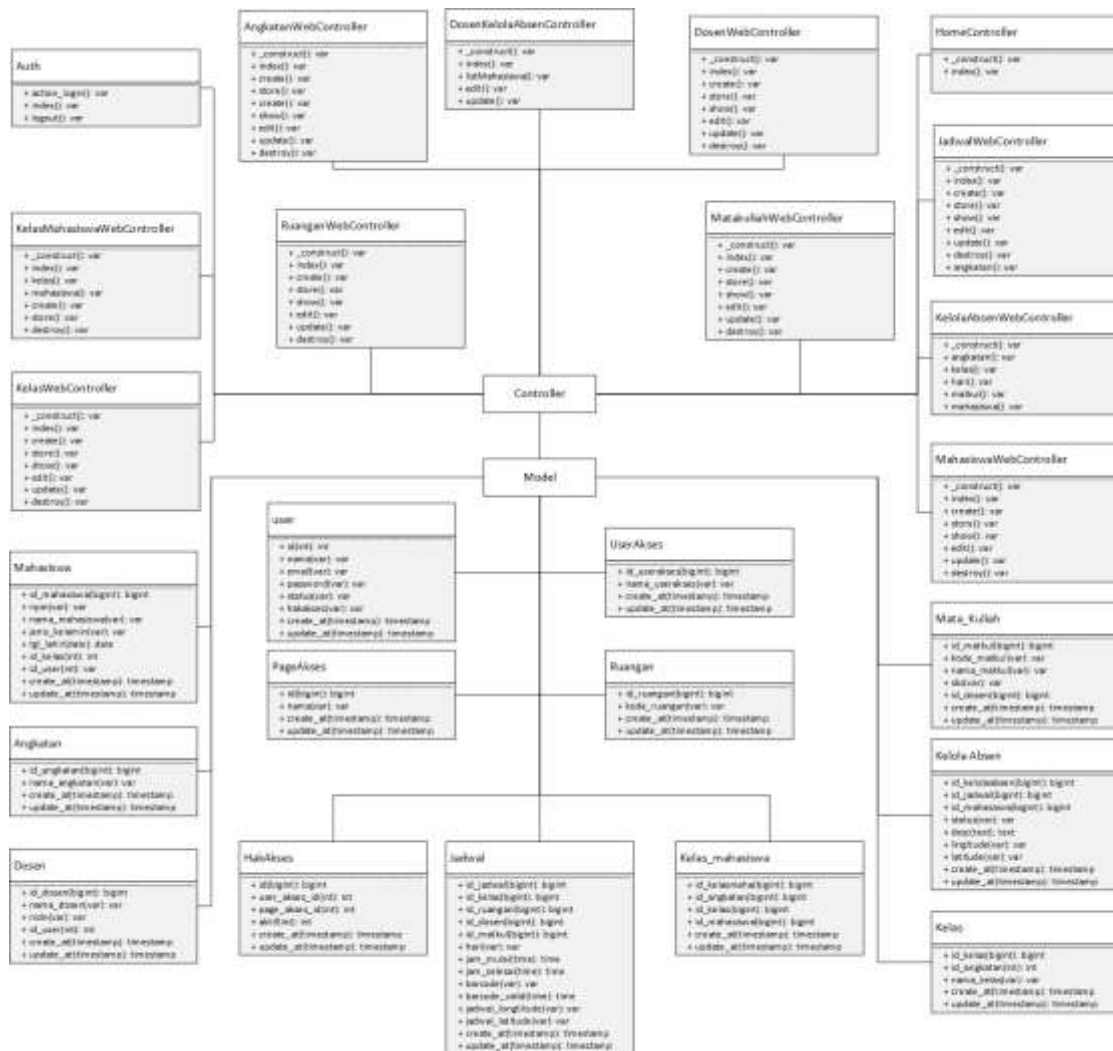 Auth
+ action_login(): var
+ index(): var
+ logout(): var
AngkatanWebController
+ _construct(): var
+ index(): var
+ create(): var
+ store(): var
+ create(): var
+ show(): var
+ edit(): var
+ update(): var
+ destroy(): var
DosenKelolaAbsenController
+ _construct(): var
+ index(): var
+ listMahasiswa(): var
+ edit(): var
+ update(): var
DosenWebController
+ _construct(): var
+ index(): var
+ create(): var
+ store(): var
+ show(): var
+ edit(): var
+ update(): var
+ destroy(): var
HomeController
+ _construct(): var
+ index(): var
JadwalWebController
+ _construct(): var
+ index(): var
+ create(): var
+ store(): var
+ show(): var
+ edit(): var
+ update(): var
+ destroy(): var
+ angkatan(): var
KelasMahasiswaWebController
+ _construct(): var
+ index(): var
+ kelas(): var
+ mahasiswa(): var
+ create(): var
+ store(): var
+ destroy(): var
RuanganWebController
+ _construct(): var
+ index(): var
+ create(): var
+ store(): var
+ show(): var
+ edit(): var
+ update(): var
+ destroy(): var
MatakuliahWebController
+ _construct(): var
+ index(): var
+ create(): var
+ store(): var
+ show(): var
+ edit(): var
+ update(): var
+ destroy(): var
KelolaAbsenWebController
+ _construct(): var
+ angkatan(): var
+ kelas(): var
+ hari(): var
+ matkul(): var
+ mahasiswa(): var
KelasWebController
+ _construct(): var
+ index(): var
+ create(): var
+ store(): var
+ show(): var
+ edit(): var
+ update(): var
+ destroy(): var
Controller
Model
MahasiswaWebController
+ _construct(): var
+ index(): var
+ create(): var
+ store(): var
+ show(): var
+ edit(): var
+ update(): var
+ destroy(): var
user
+ id(int): int
+ nama(var): var
+ email(var): var
+ password(var): var
+ status(var): var
+ hakakses(var): var
+ create_at(timestamp): timestamp
+ update_at(timestamp): timestamp
UserAkses
+ id_userakses(bigint): bigint
+ nama_userakses(var): var
+ create_at(timestamp): timestamp
+ update_at(timestamp): timestamp
Mahasiswa
+ id_mahasiswa(bigint): bigint
+ npm(var): var
+ nama_mahasiswa(var): var
+ jenis_kelamin(var): var
+ tgl_lahir(date): date
+ id_kelas(int): int
+ id_user(int): var
+ create_at(timestamp): timestamp
+ update_at(timestamp): timestamp
PageAkses
+ id(bigint): bigint
+ nama(var): var
+ create_at(timestamp): timestamp
+ update_at(timestamp): timestamp
Ruangan
+ id_ruangan(bigint): bigint
+ kode_ruangan(var): var
+ create_at(timestamp): timestamp
+ update_at(timestamp): timestamp
Mata_Kuliah
+ id_matkul(bigint): bigint
+ kode_matkul(var): var
+ nama_matkul(var): var
+ sks(var): var
+ id_dosen(bigint): bigint
+ create_at(timestamp): timestamp
+ update_at(timestamp): timestamp
Angkatan
+ id_angkatan(bigint): bigint
+ nama_angkatan(var): var
+ create_at(timestamp): timestamp
+ update_at(timestamp): timestamp
Kelola Absen
+ id_kelolaabsen(bigint): bigint
+ id_jadwal(bigint): bigint
+ id_mahasiswa(bigint): bigint
+ status(var): var
+ desc(text): text
+ longtitude(var): var
+ latitude(var): var
+ create_at(timestamp): timestamp
+ update_at(timestamp): timestamp
Dosen
+ id_dosen(bigint): bigint
+ nama_dosen(var): var
+ nidn(var): var
+ id_user(int): int
+ create_at(timestamp): timestamp
+ update_at(timestamp): timestamp
HakAkses
+ id(bigint): bigint
+ user_akses_id(int): int
+ page_akses_id(int): int
+ aktif(int): int
+ create_at(timestamp): timestamp
+ update_at(timestamp): timestamp
Jadwal
+ id_jadwal(bigint): bigint
+ id_kelas(bigint): bigint
+ id_ruangan(bigint): bigint
+ id_dosen(bigint): bigint
+ id_matkul(bigint): bigint
+ hari(var): var
+ jam_mulai(time): time
+ jam_selesai(time): time
+ barcode(var): var
+ barcode_valid(time): time
+ jadwal_longtitude(var): var
+ jadwal_latitude(var): var
+ create_at(timestamp): timestamp
+ update_at(timestamp): timestamp
Kelas_mahasiswa
+ id_kelasmaha(bigint): bigint
+ id_angkatan(bigint): bigint
+ id_kelas(bigint): bigint
+ id_mahasiswa(bigint): bigint
+ create_at(timestamp): timestamp
+ update_at(timestamp): timestamp
Kelas
+ id_kelas(bigint): bigint
+ id_angkatan(int): int
+ nama_kelas(var): var
+ create_at(timestamp): timestamp
+ update_at(timestamp): timestamp